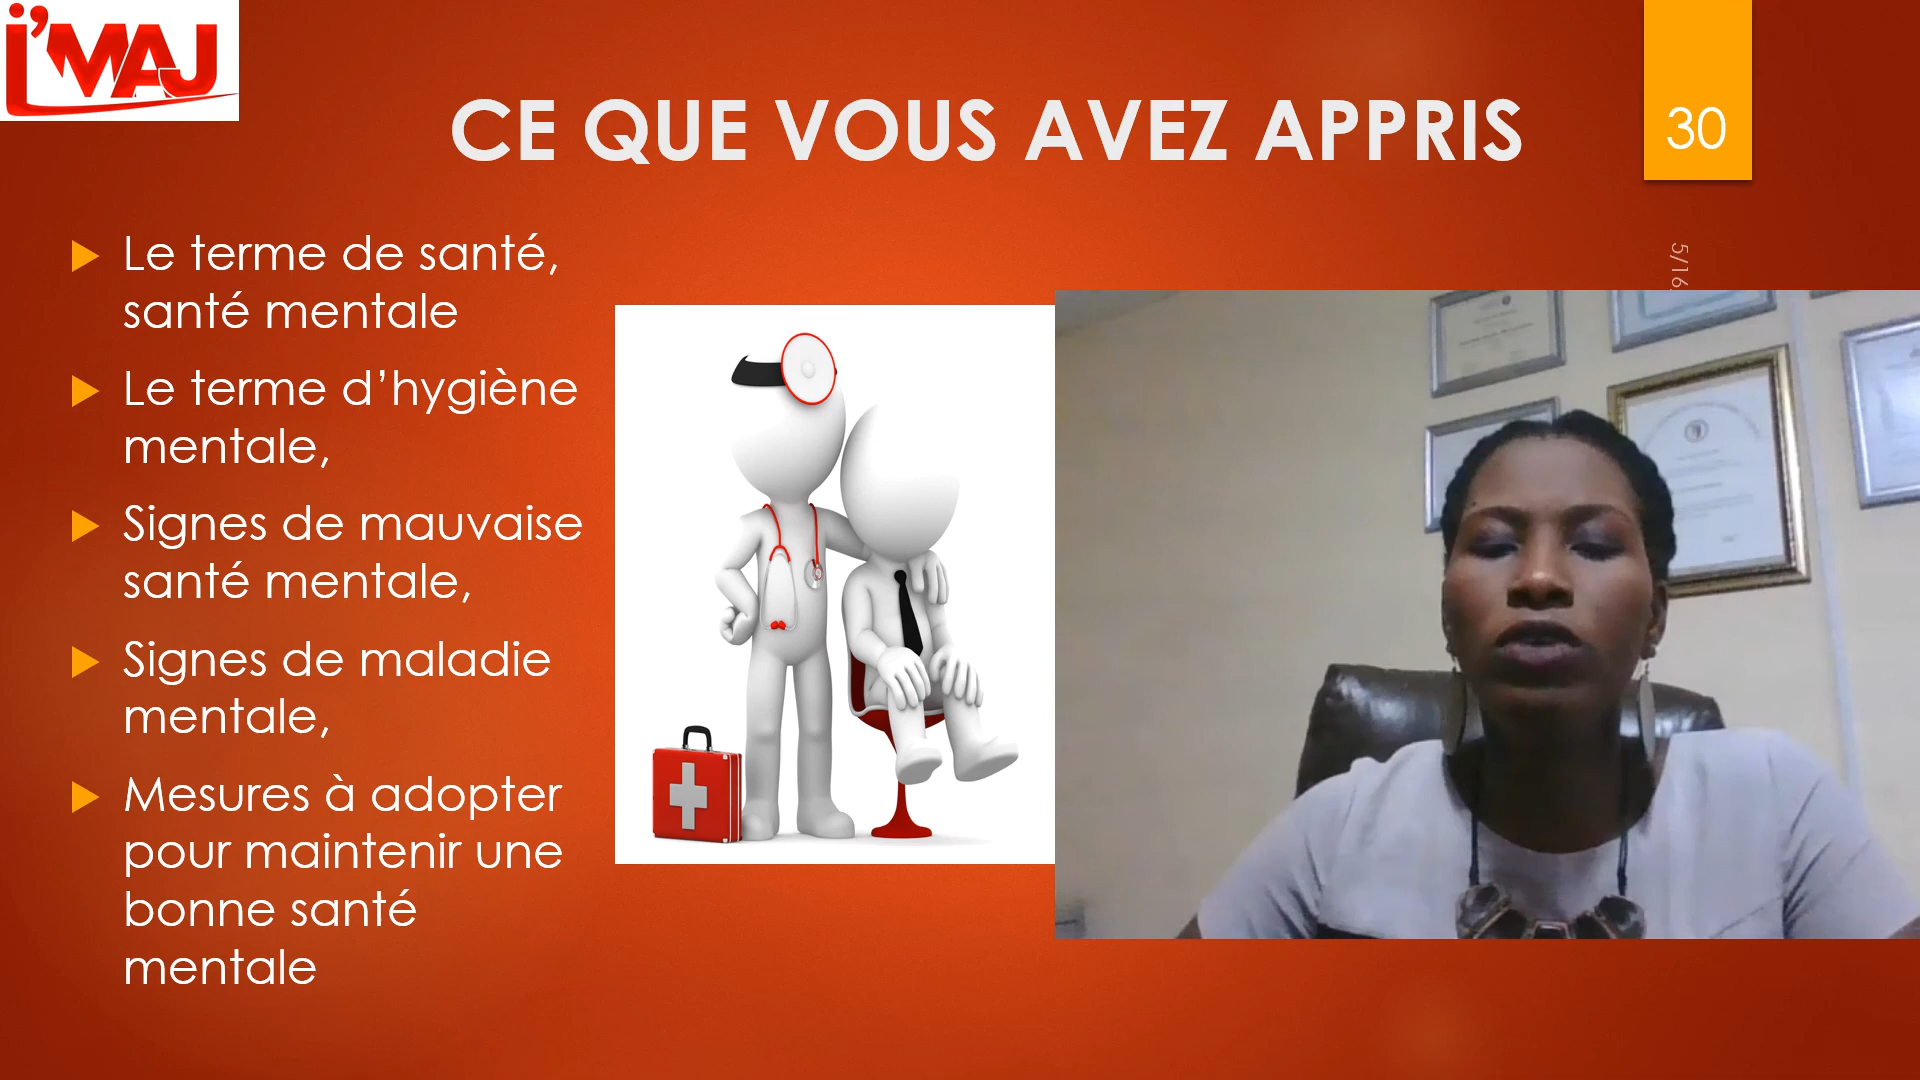 i'MAJ
CE QUE VOUS AVEZ APPRIS
30
5/16
Le terme de santé,
santé mentale
Le terme d’hygiène
mentale,
Signes de mauvaise
santé mentale,
Signes de maladie
mentale,
Mesures à adopter
pour maintenir une
bonne santé
mentale